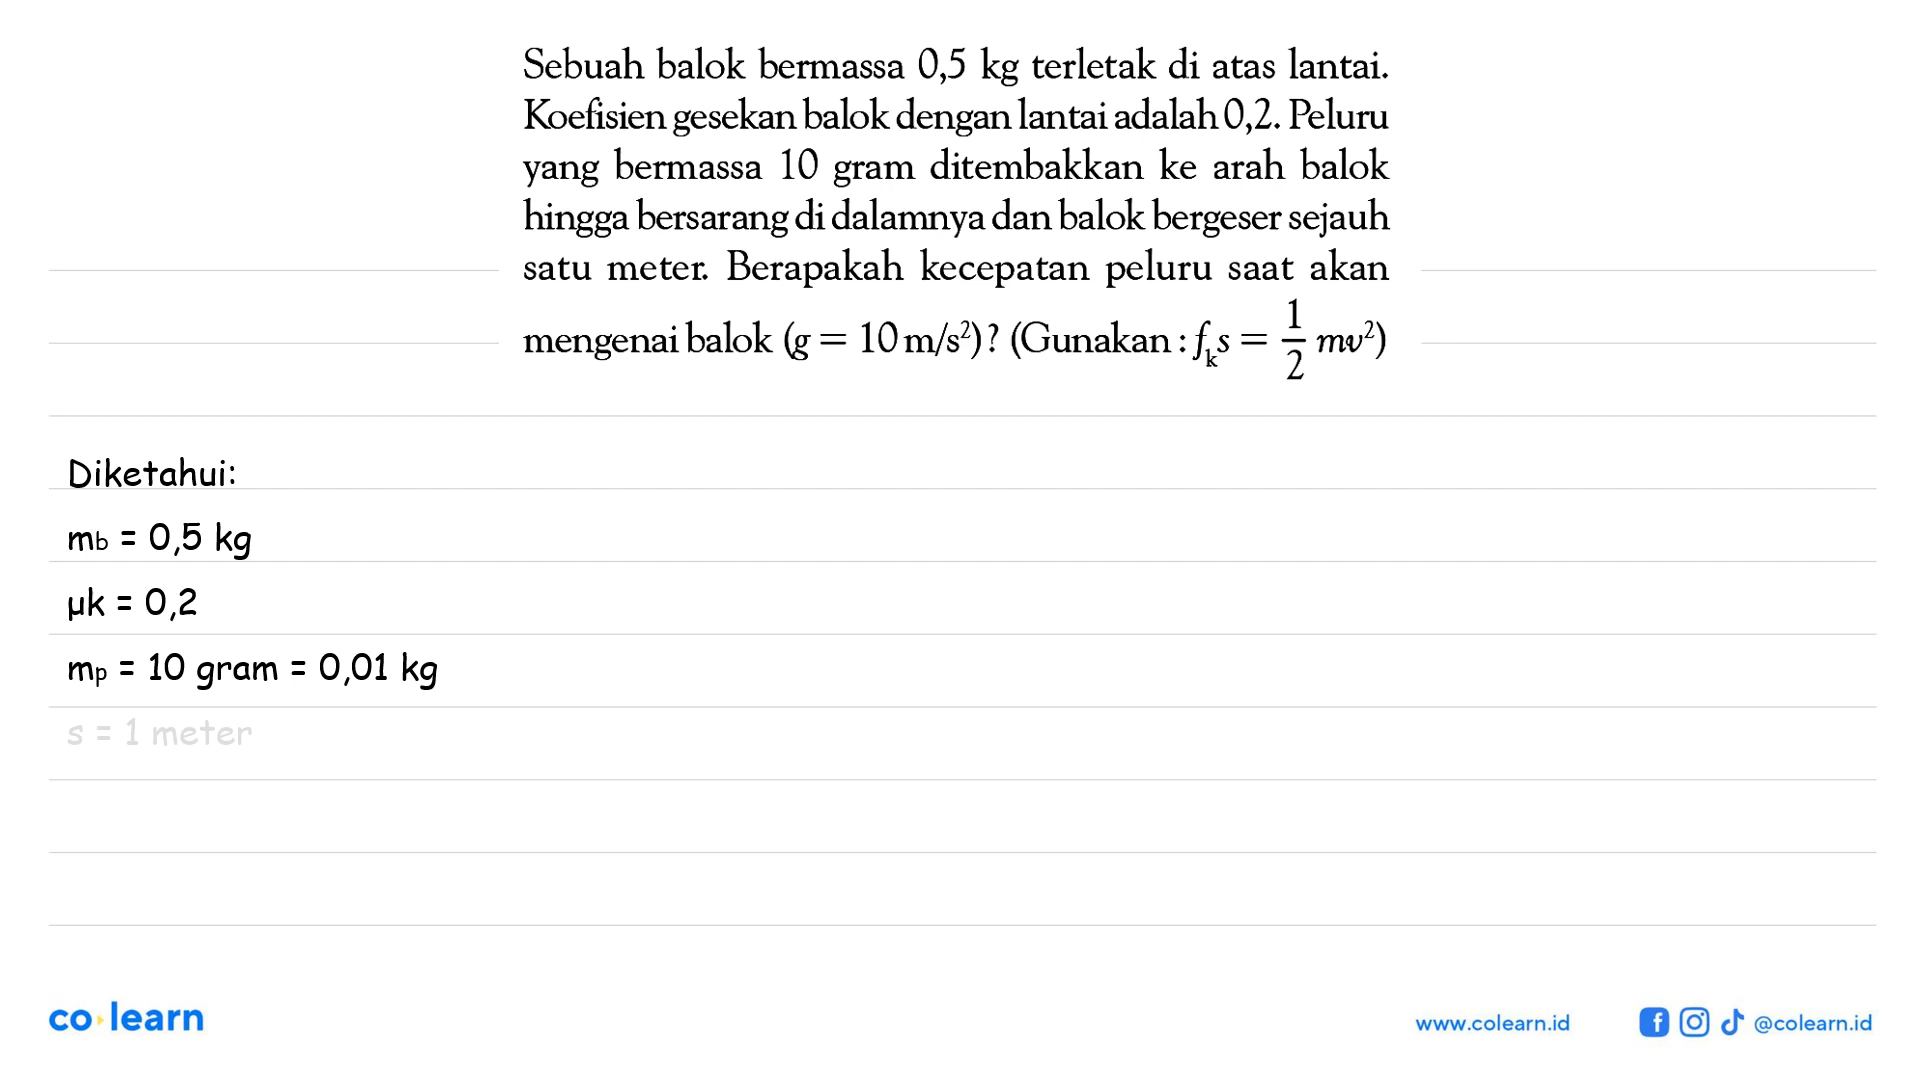 Sebuah balok bermassa 0,5 kg terletak di atas lantai.
Koefisien gesekan balok dengan lantai adalah 0,2. Peluru
yang bermassa 10 gram ditembakkan ke arah balok
hingga bersarang di dalamnya dan balok bergeser sejauh
satu meter. Berapakah kecepatan peluru saat akan
mengenai balok (g = 10 m/s²)? (Gunakan : fₖs = 1/2 mv²)
Diketahui:
mb = 0,5 kg
μk = 0,2
mp = 10 gram = 0,01 kg
s = 1 meter
co learn
www.colearn.id
@colearn.id